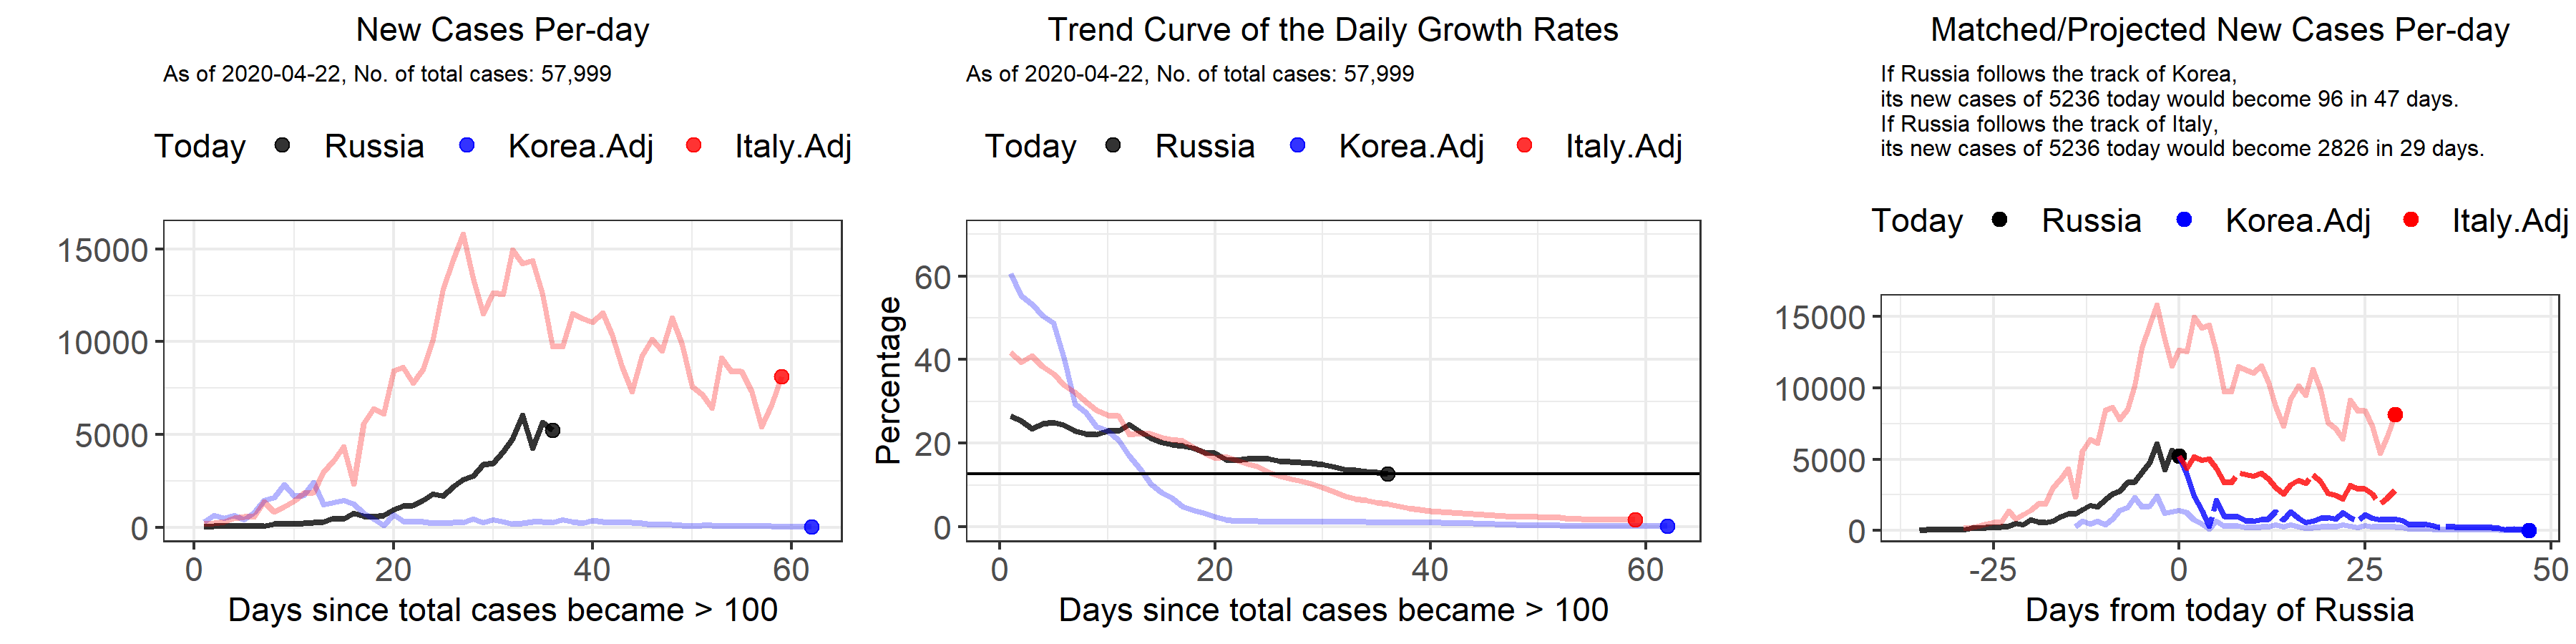 New Cases Per-day
As of 2020-04-22, No. of total cases: 57,999
Today Russia Korea.Adj Italy.Adj
15000
10000
5000
0
0 20 40 60
Days since total cases became > 100
Trend Curve of the Daily Growth Rates
As of 2020-04-22, No. of total cases: 57,999
Today Russia Korea.Adj Italy.Adj
Percentage
60
40
20
0
0 20 40 60
Days since total cases became > 100
Matched/Projected New Cases Per-day
If Russia follows the track of Korea,
its new cases of 5236 today would become 96 in 47 days.
If Russia follows the track of Italy,
its new cases of 5236 today would become 2826 in 29 days.
Today Russia Korea.Adj Italy.Adj
15000
10000
5000
0
-25 0 25 50
Days from today of Russia